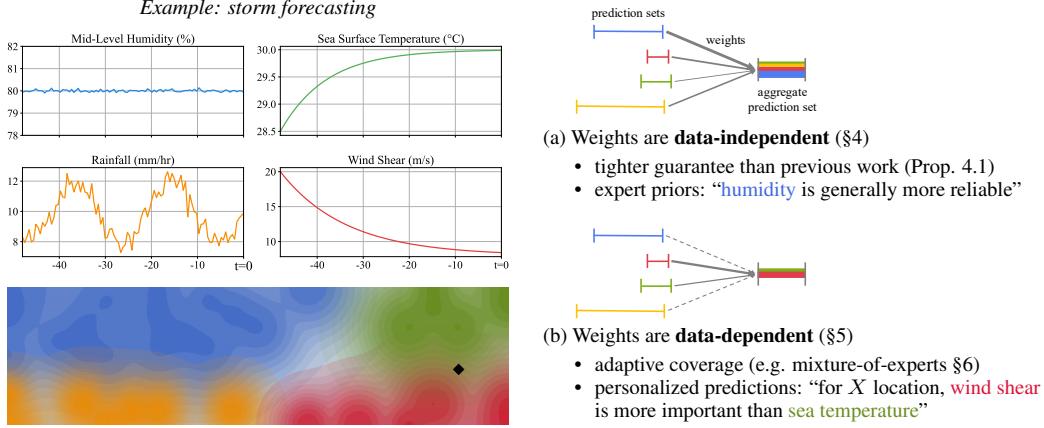 Example: storm forecasting
Mid-Level Humidity (%)
82
81
80
79
78
Sea Surface Temperature (°C)
30.0
29.5
29.0
28.5
Rainfall (mm/hr)
12
10
8
-40 -30 -20 -10 t=0
Wind Shear (m/s)
20
15
10
-40 -30 -20 -10 t=0
prediction sets
weights
aggregate
prediction set
(a) Weights are data-independent (§4)
• tighter guarantee than previous work (Prop. 4.1)
• expert priors: “humidity is generally more reliable”
(b) Weights are data-dependent (§5)
• adaptive coverage (e.g. mixture-of-experts §6)
• personalized predictions: “for X location, wind shear
is more important than sea temperature”